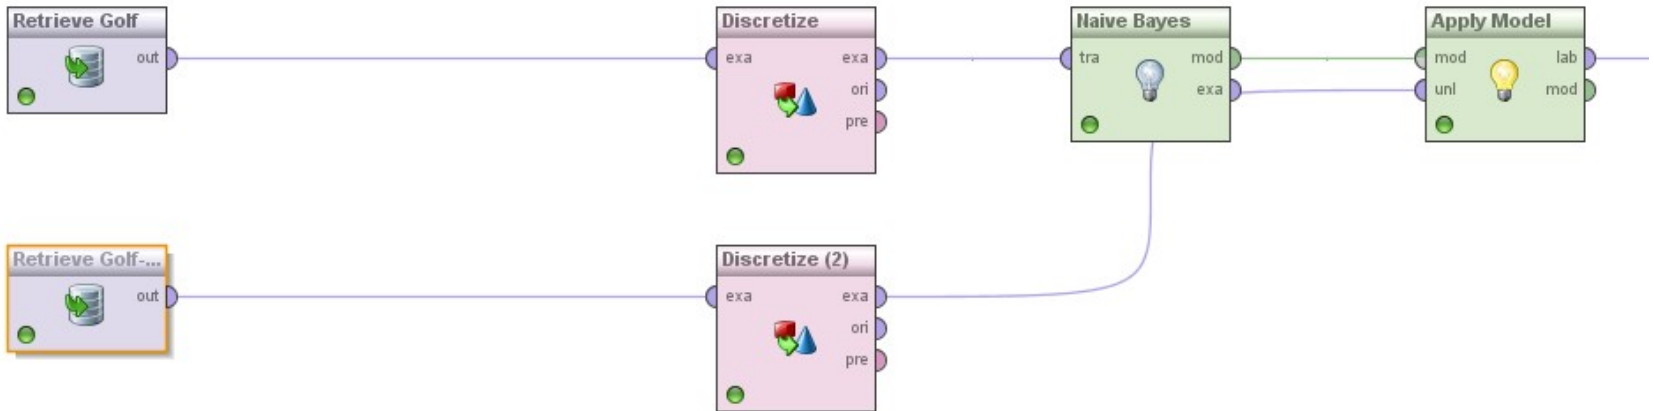 Retrieve Golf
out
Discretize
exa
exa
ori
pre
Naive Bayes
tra
mod
exa
Apply Model
mod
lab
unl
mod
Retrieve Golf-...
out
Discretize (2)
exa
exa
ori
pre